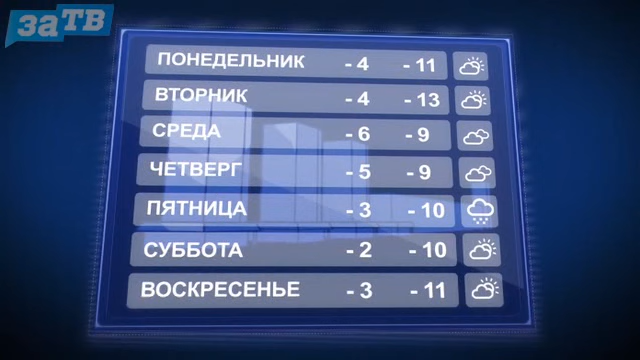 заТВ
ПОНЕДЕЛЬНИК - 4 - 11
ВТОРНИК - 4 - 13
СРЕДА - 6 - 9
ЧЕТВЕРГ - 5 - 9
ПЯТНИЦА - 3 - 10
СУББОТА - 2 - 10
ВОСКРЕСЕНЬЕ - 3 - 11